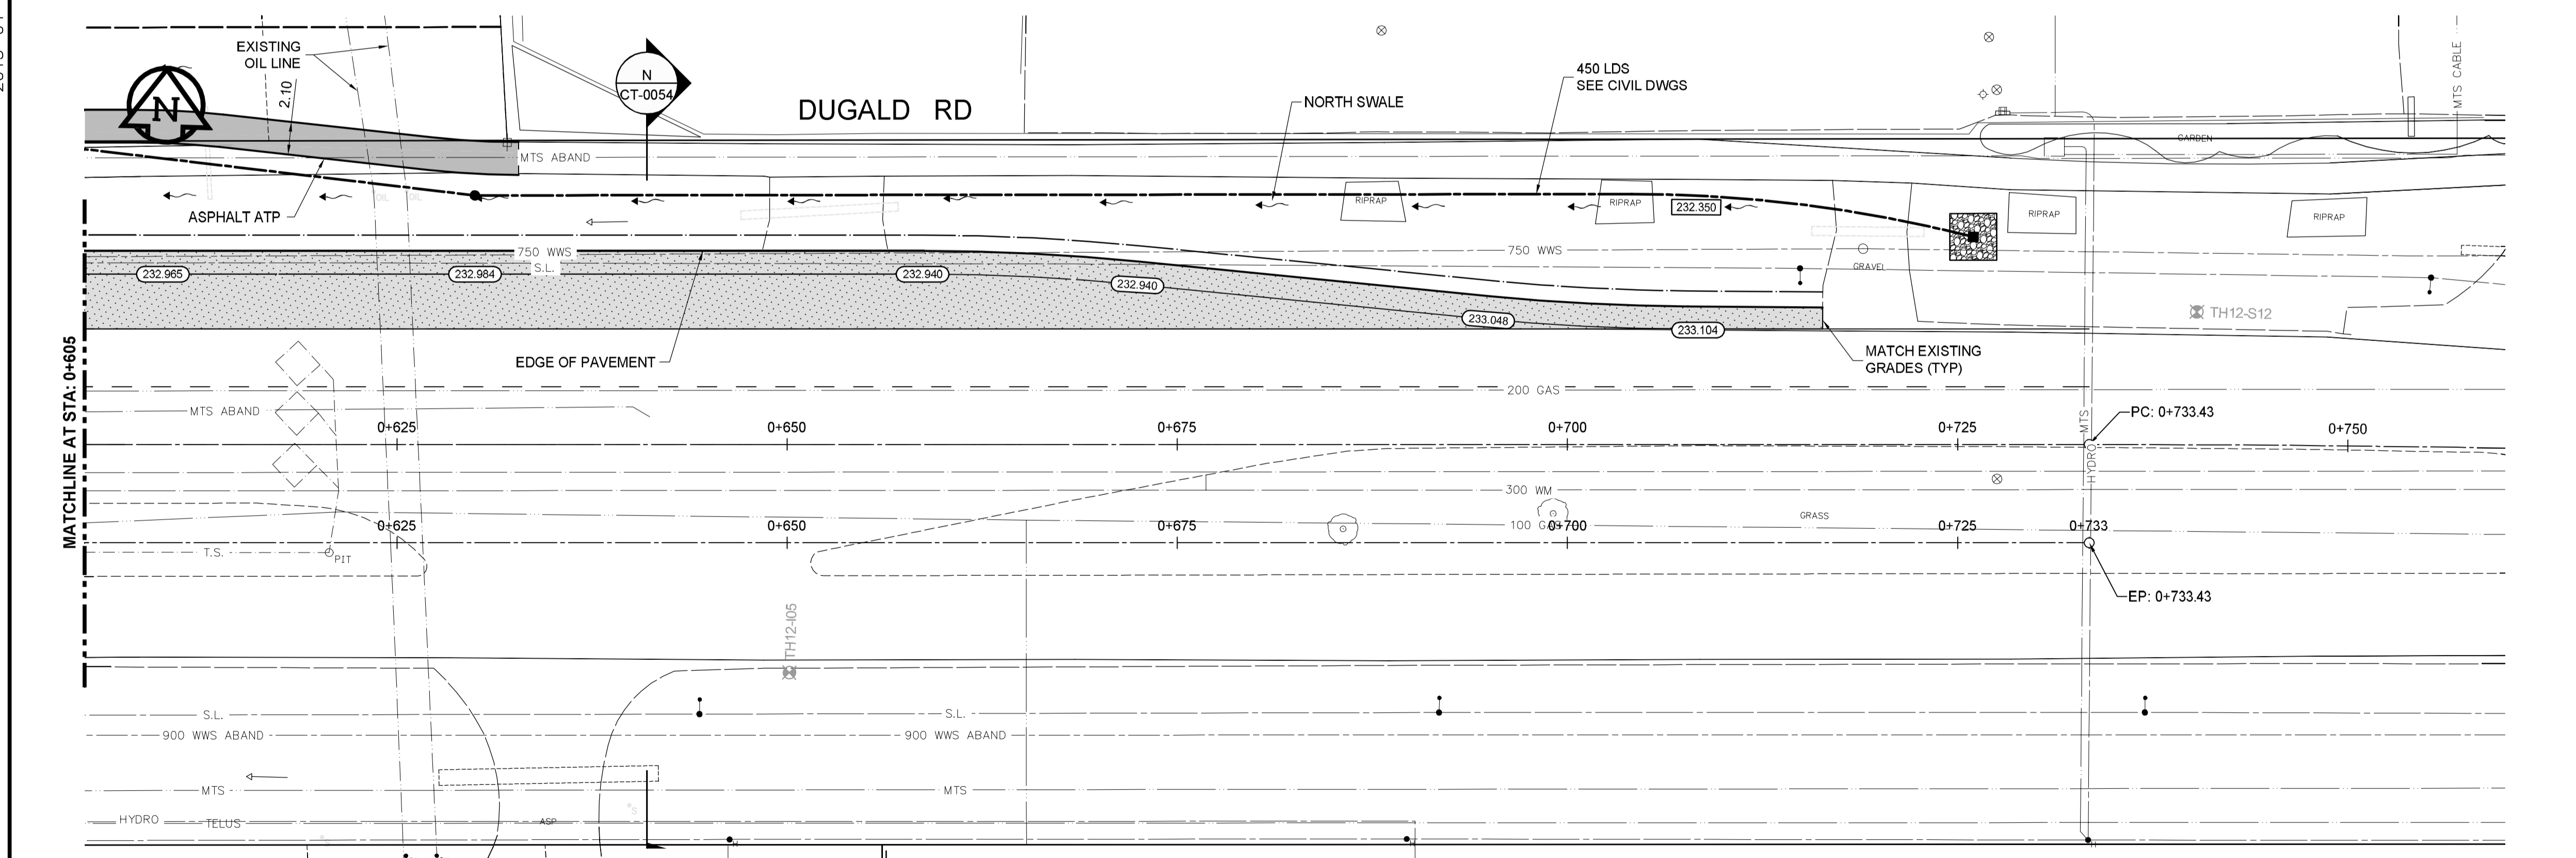 EXISTING
OIL LINE
2.10
N
N
CT-0054
DUGALD RD
NORTH SWALE
450 LDS
SEE CIVIL DWGS
MTS CABLE
GARDEN
MTS ABAND
ASPHALT ATP
OIL
OIL
RIPRAP
RIPRAP
232.350
RIPRAP
RIPRAP
750 WWS
S.L.
750 WWS
GRAVEL
232.965
232.984
232.940
232.940
233.048
233.104
TH12-S12
EDGE OF PAVEMENT
MATCH EXISTING
GRADES (TYP)
MATCHLINE AT STA: 0+605
200 GAS
MTS ABAND
MTS
PC: 0+733.43
0+625
0+650
0+675
0+700
0+725
0+750
HYDRO
300 WM
GRASS
100 GAS
0+625
0+650
0+675
0+700
0+725
0+733
T.S.
PIT
EP: 0+733.43
TH12-I05
S.L.
S.L.
900 WWS ABAND
900 WWS ABAND
MTS
MTS
HYDRO
TELUS
ASP
H
H
H